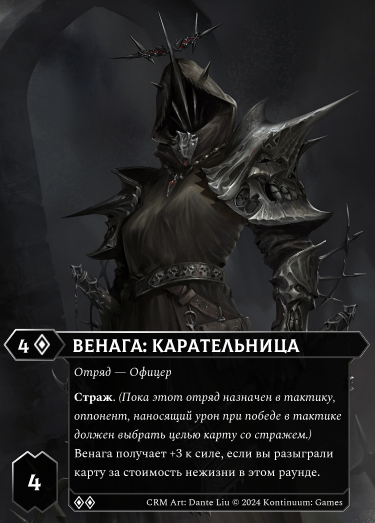 4
ВЕНАГА: КАРАТЕЛЬНИЦА
Отряд — Офицер
Страж. (Пока этот отряд назначен в тактику,
оппонент, наносящий урон при победе в тактике
должен выбрать целью карту со стражем.)
Венага получает +3 к силе, если вы разыграли
карту за стоимость нежизни в этом раунде.
4
CRM Art: Dante Liu © 2024 Kontinuum: Games